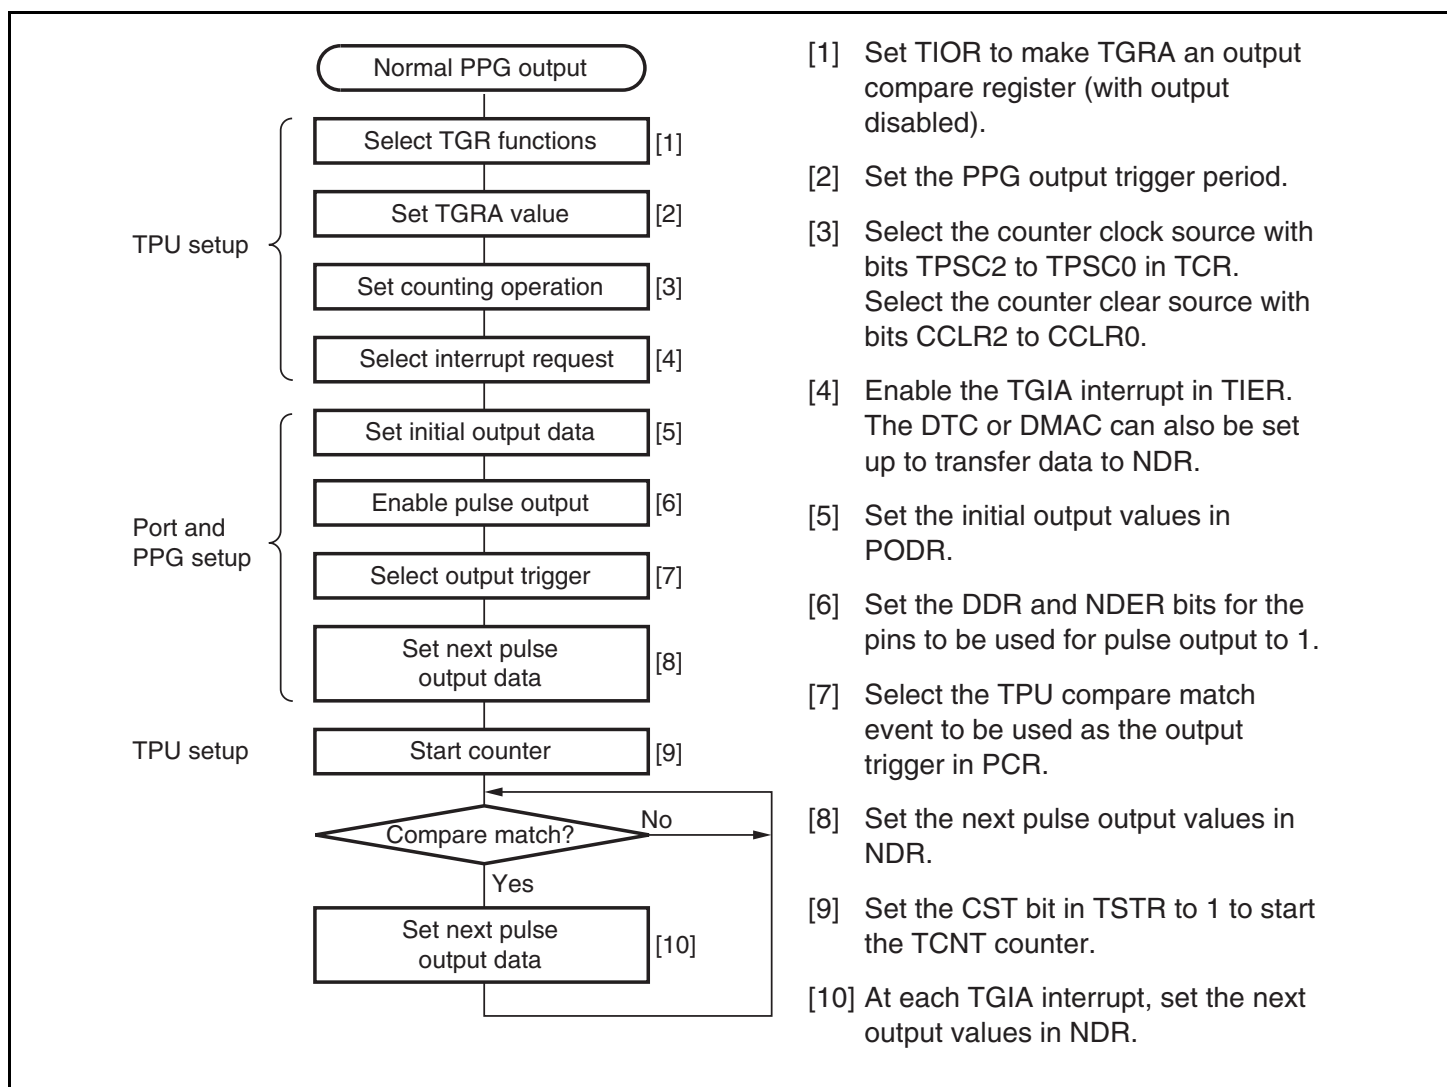 Normal PPG output
Select TGR functions [1]
Set TGRA value [2]
TPU setup
Set counting operation [3]
Select interrupt request [4]
Set initial output data [5]
Enable pulse output [6]
Port and
PPG setup
Select output trigger [7]
Set next pulse
output data
[8]
TPU setup
Start counter [9]
Compare match?
No
Yes
Set next pulse
output data
[10]
[1] Set TIOR to make TGRA an output
compare register (with output
disabled).
[2] Set the PPG output trigger period.
[3] Select the counter clock source with
bits TPSC2 to TPSC0 in TCR.
Select the counter clear source with
bits CCLR2 to CCLR0.
[4] Enable the TGIA interrupt in TIER.
The DTC or DMAC can also be set
up to transfer data to NDR.
[5] Set the initial output values in
PODR.
[6] Set the DDR and NDER bits for the
pins to be used for pulse output to 1.
[7] Select the TPU compare match
event to be used as the output
trigger in PCR.
[8] Set the next pulse output values in
NDR.
[9] Set the CST bit in TSTR to 1 to start
the TCNT counter.
[10] At each TGIA interrupt, set the next
output values in NDR.